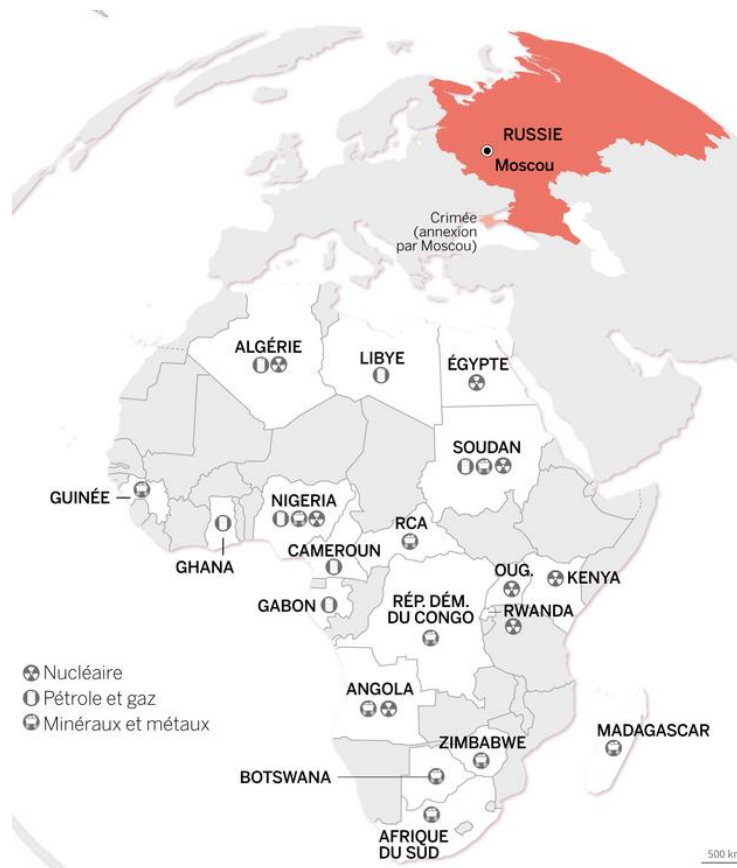 RUSSIE
Moscou
Crimée
(annexion
par Moscou)
ALGÉRIE
LIBYE
ÉGYPTE
SOUDAN
GUINÉE
NIGERIA
RCA
GHANA
CAMEROUN
OUG.
KENYA
GABON
RÉP. DÉM.
DU CONGO
RWANDA
Nucléaire
Pétrole et gaz
Minéraux et métaux
ANGOLA
MADAGASCAR
ZIMBABWE
BOTSWANA
AFRIQUE
DU SUD
500 km